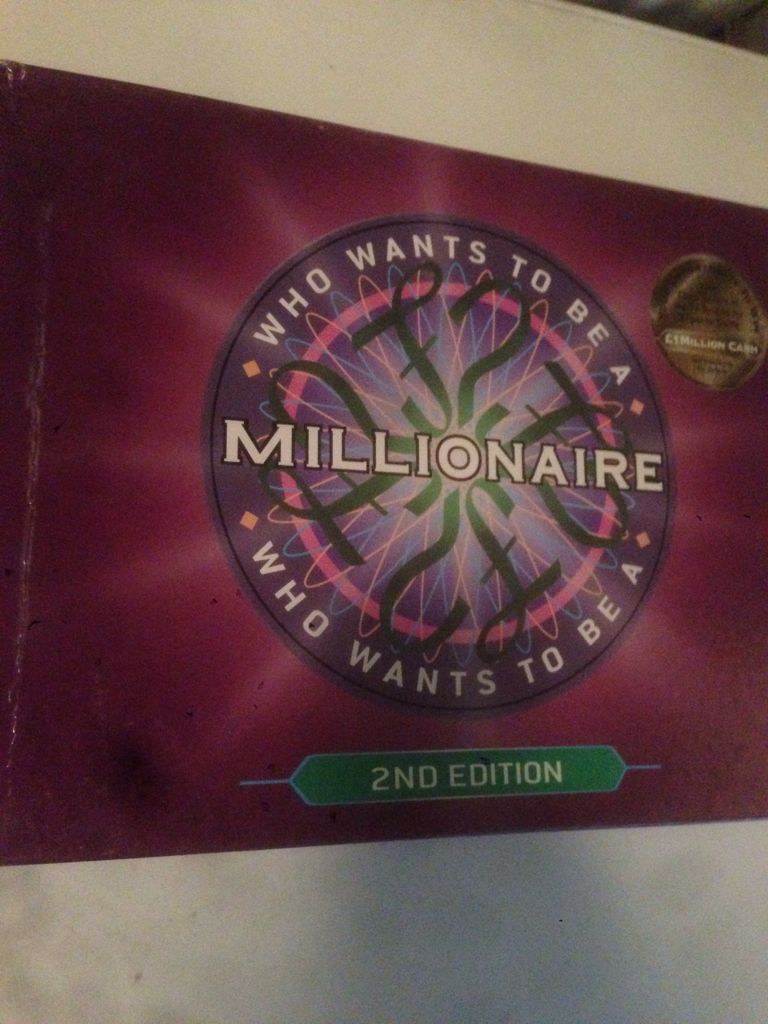 WHO WANTS TO BE A
MILLIONAIRE
WHO WANTS TO BE A
£1 MILLION CASH
2ND EDITION